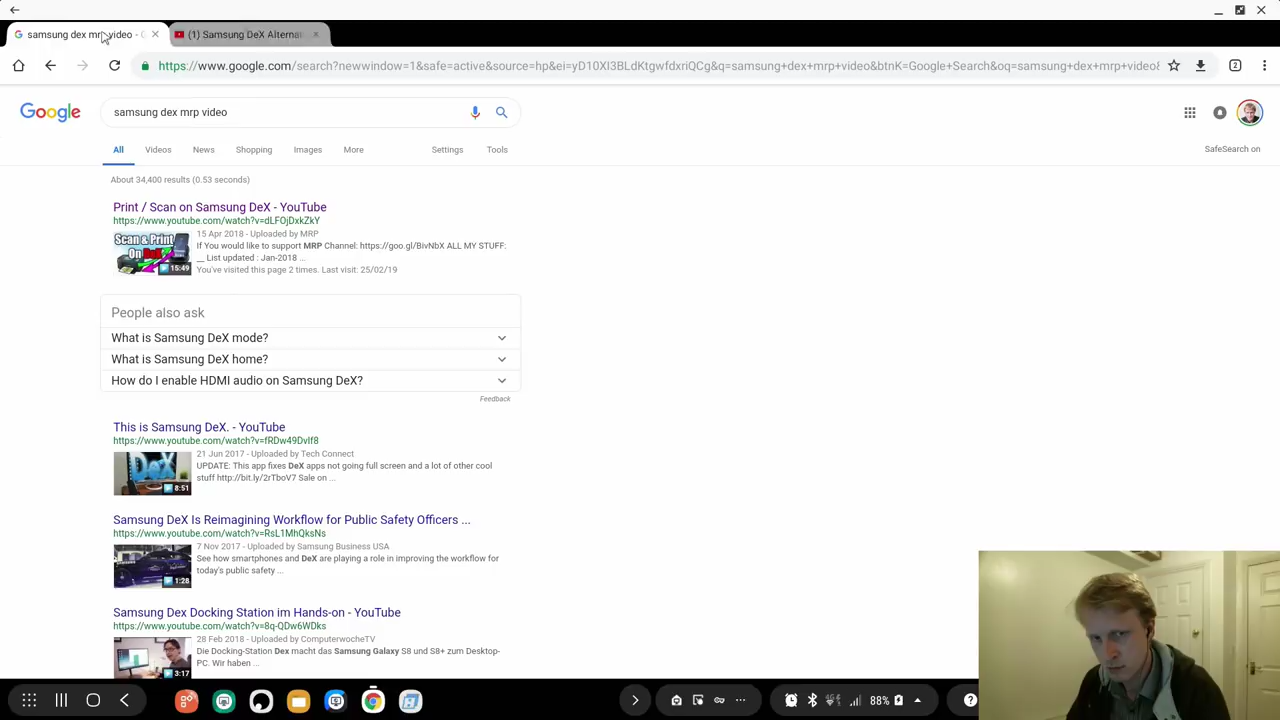 samsung dex mrp video - G
(1) Samsung DeX Alternat
https://www.google.com/search?newwindow=1&safe=active&source=hp&ei=yD10XI3BLdKtgwfdxriQCg&q=samsung+dex+mrp+video&btnK=Google+Search&oq=samsung+dex+mrp+video&
2
Google
samsung dex mrp video
All
Videos
News
Shopping
Images
More
Settings
Tools
SafeSearch on
About 34,400 results (0.53 seconds)
Print / Scan on Samsung DeX - YouTube
https://www.youtube.com/watch?v=dLFOjDxkZkY
Scan & Print
On DeX
15:49
15 Apr 2018 - Uploaded by MRP
If You would like to support MRP Channel: https://goo.gl/BivNbX ALL MY STUFF:
__ List updated : Jan-2018 ...
You've visited this page 2 times. Last visit: 25/02/19
People also ask
What is Samsung DeX mode?
What is Samsung DeX home?
How do I enable HDMI audio on Samsung DeX?
Feedback
This is Samsung DeX. - YouTube
https://www.youtube.com/watch?v=fRDw49DvIf8
DeX
8:51
21 Jun 2017 - Uploaded by Tech Connect
UPDATE: This app fixes DeX apps not going full screen and a lot of other cool
stuff http://bit.ly/2rTboV7 Sale on ...
Samsung DeX Is Reimagining Workflow for Public Safety Officers ...
https://www.youtube.com/watch?v=RsL1MhQksNs
1:28
7 Nov 2017 - Uploaded by Samsung Business USA
See how smartphones and DeX are playing a role in improving the workflow for
today's public safety ...
Samsung Dex Docking Station im Hands-on - YouTube
https://www.youtube.com/watch?v=8q-QDw6WDks
3:17
28 Feb 2018 - Uploaded by ComputerwocheTV
Die Docking-Station Dex macht das Samsung Galaxy S8 und S8+ zum Desktop-
PC. Wir haben ...
88%